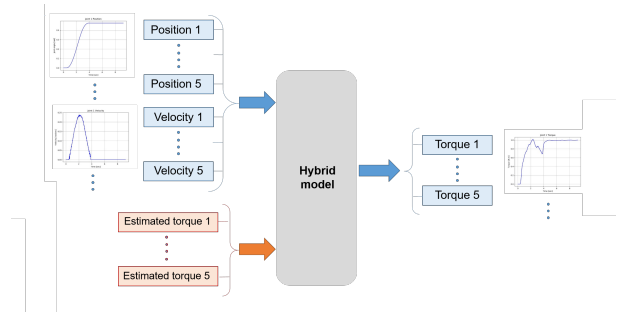 Position 1
Position 5
Velocity 1
Velocity 5
Estimated torque 1
Estimated torque 5
Hybrid
model
Torque 1
Torque 5